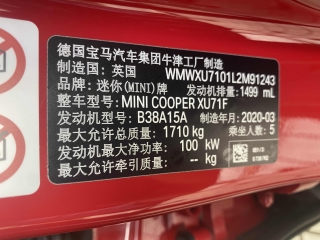 德国宝马汽车集团牛津工厂制造
制造国: 英国 WMWXU7101L2M91243
品牌: 迷你(MINI)牌 发动机排量: 1499 mL
整车型号: MINI COOPER XU71F
发动机型号: B38A15A 制造年月: 2020-03
最大允许总质量: 1710 kg 乘坐人数: 5
发动机最大净功率: 100 kW
最大允许牵引质量: — kg